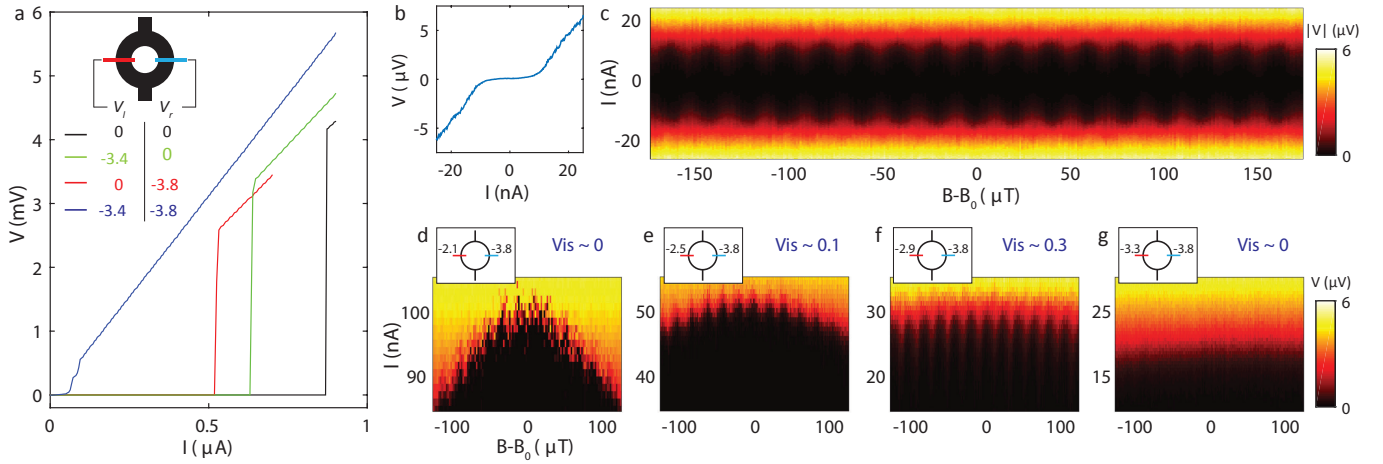 a
6
5
4
3
2
1
0
V (mV)
0
0.5
1
I (μA)
V_l
V_r
0
0
-3.4
0
0
-3.8
-3.4
-3.8
b
5
0
-5
V (μV)
-20
0
20
I (nA)
c
20
0
-20
I (nA)
-150
-100
-50
0
50
100
150
B-B_0 (μT)
|V| (μV)
6
0
d
-2.1
-3.8
Vis ~ 0
100
90
I (nA)
-100
0
100
B-B_0 (μT)
e
-2.5
-3.8
Vis ~ 0.1
50
40
-100
0
100
f
-2.9
-3.8
Vis ~ 0.3
30
20
-100
0
100
g
-3.3
-3.8
Vis ~ 0
25
15
-100
0
100
V (μV)
6
0